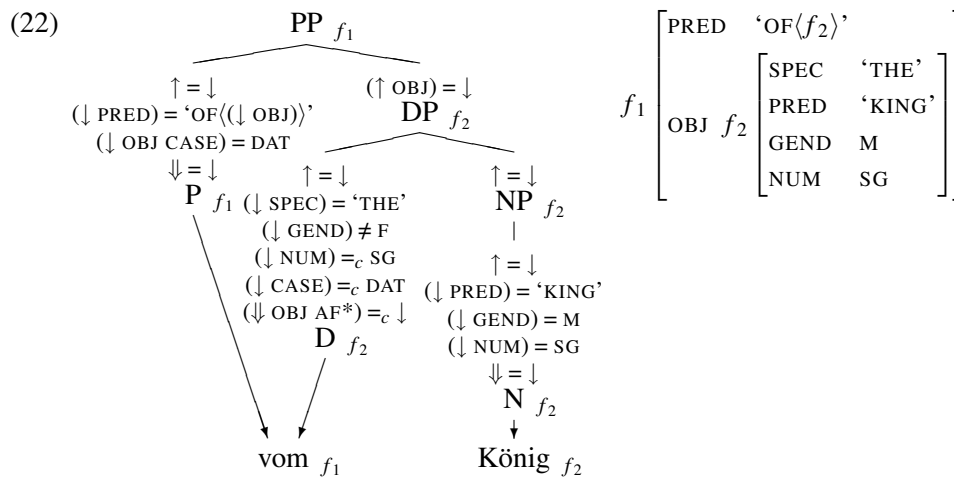 (22)
PP f₁
↑ = ↓
(↓ PRED) = ‘OF⟨(↓ OBJ)⟩’
(↓ OBJ CASE) = DAT
⇓ = ↓
P f₁
(↑ OBJ) = ↓
DP f₂
↑ = ↓
(↓ SPEC) = ‘THE’
(↓ GEND) ≠ F
(↓ NUM) =c SG
(↓ CASE) =c DAT
(⇓ OBJ AF*) =c ↓
D f₂
↑ = ↓
NP f₂
↑ = ↓
(↓ PRED) = ‘KING’
(↓ GEND) = M
(↓ NUM) = SG
⇓ = ↓
N f₂
vom f₁
König f₂
f₁
PRED ‘OF⟨f₂⟩’
OBJ f₂
SPEC ‘THE’
PRED ‘KING’
GEND M
NUM SG